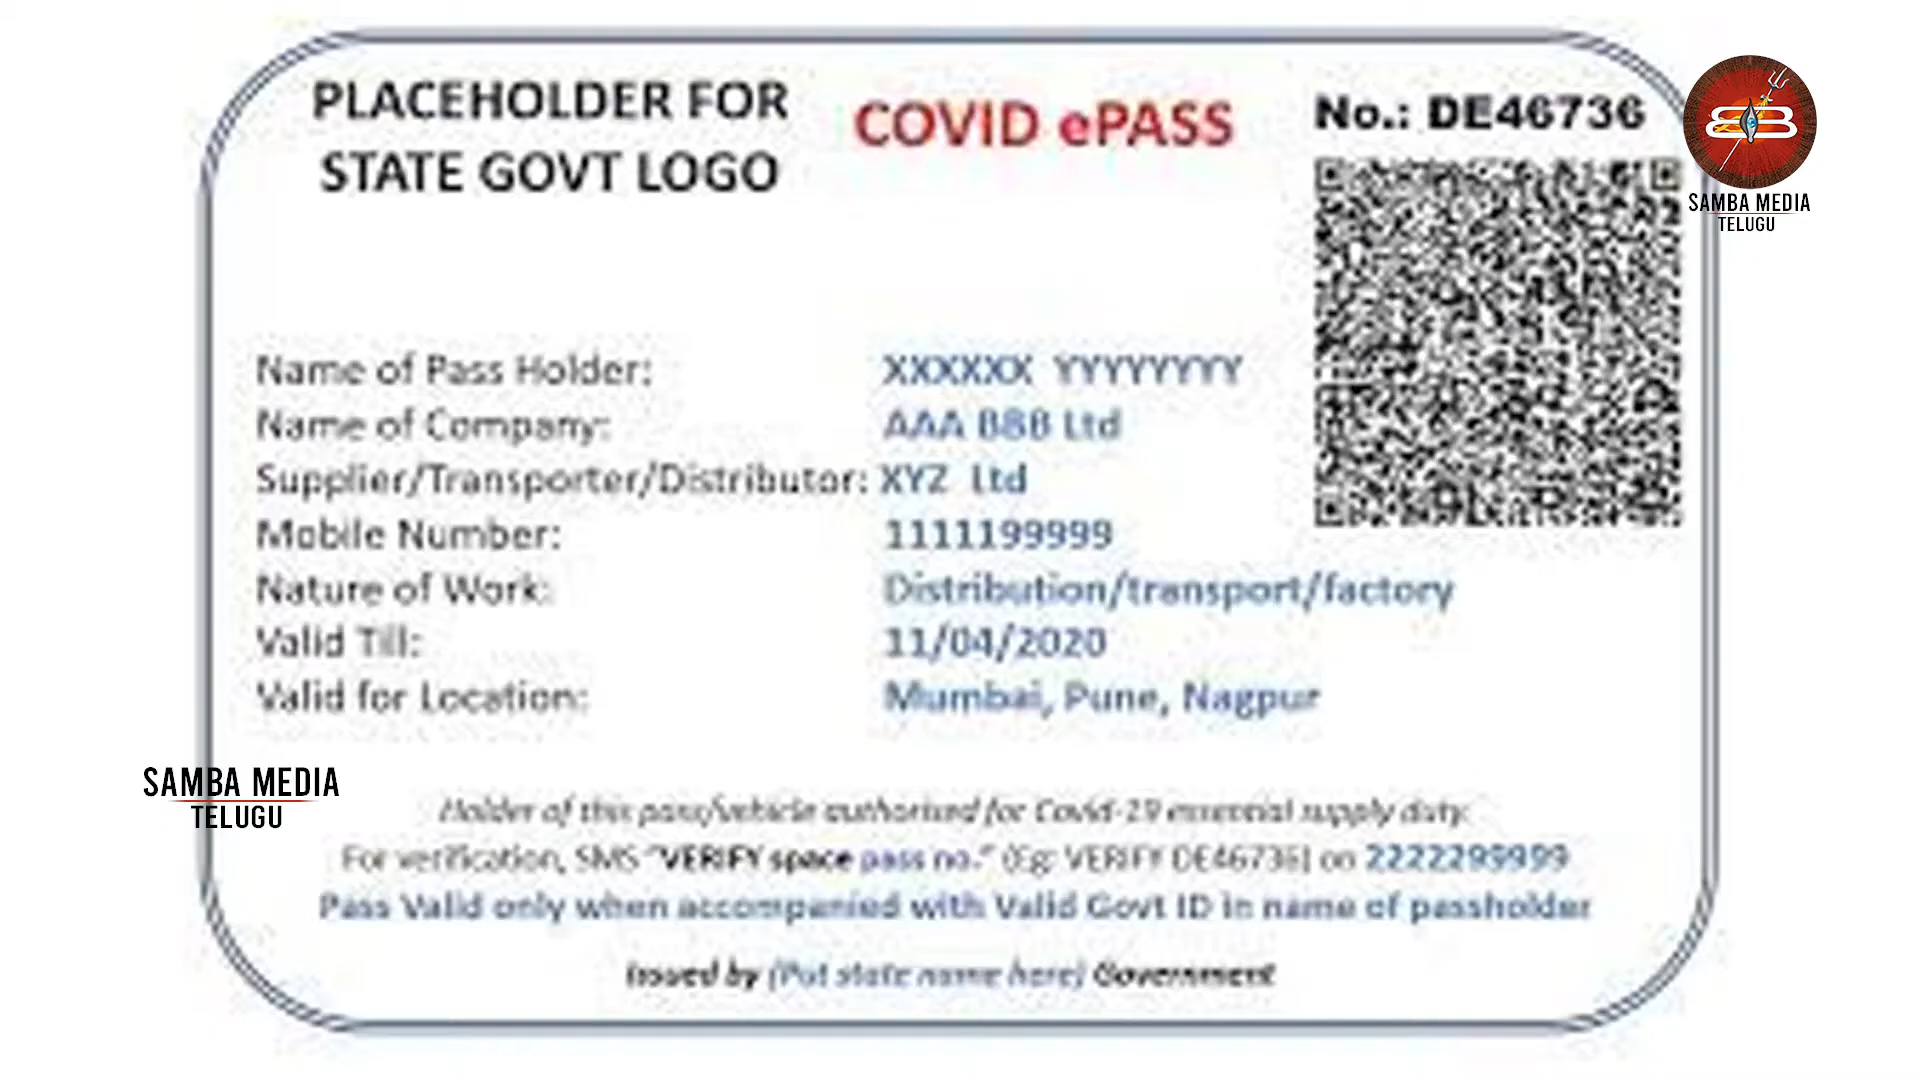 PLACEHOLDER FOR
STATE GOVT LOGO
COVID ePASS
No.: DE46736
SAMBA MEDIA
TELUGU
Name of Pass Holder: XXXXXX YYYYYYYY
Name of Company: AAA BBB Ltd
Supplier/Transporter/Distributor: XYZ Ltd
Mobile Number: 1111199999
Nature of Work: Distribution/transport/factory
Valid Till: 11/04/2020
Valid for Location: Mumbai, Pune, Nagpur
SAMBA MEDIA
TELUGU
Holder of this pass/vehicle authorised for Covid-19 essential supply duty.
For verification, SMS "VERIFY space pass no." (Eg: VERIFY DE46736) on 2222299999
Pass Valid only when accompanied with Valid Govt ID in name of passholder
Issued by (Put state name here) Government